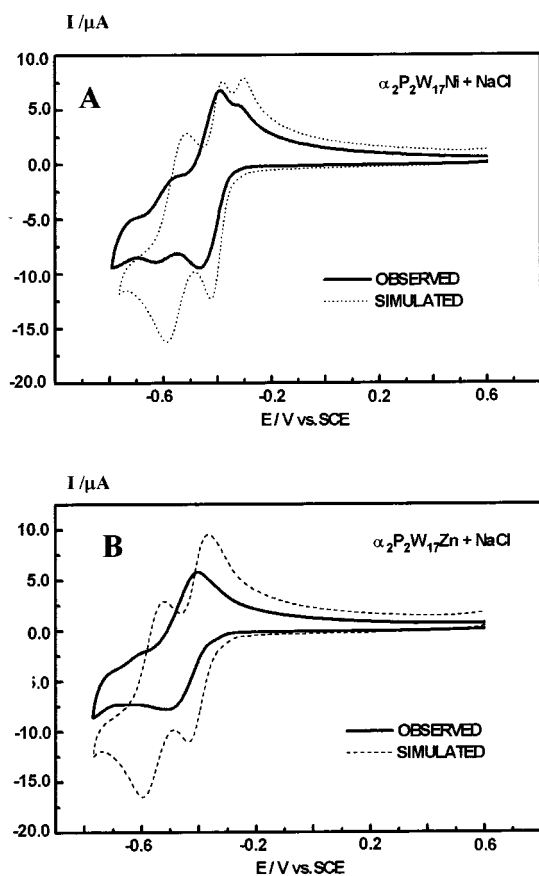 I /μA
10.0
A
α2P2W17Ni + NaCl
5.0
0.0
-5.0
-10.0
OBSERVED
SIMULATED
-15.0
-20.0
-0.6 -0.2 0.2 0.6
E / V vs.SCE
I /μA
10.0
B
α2P2W17Zn + NaCl
5.0
0.0
5.0
-10.0
OBSERVED
SIMULATED
-15.0
-20.0
-0.6 -0.2 0.2 0.6
E / V vs.SCE